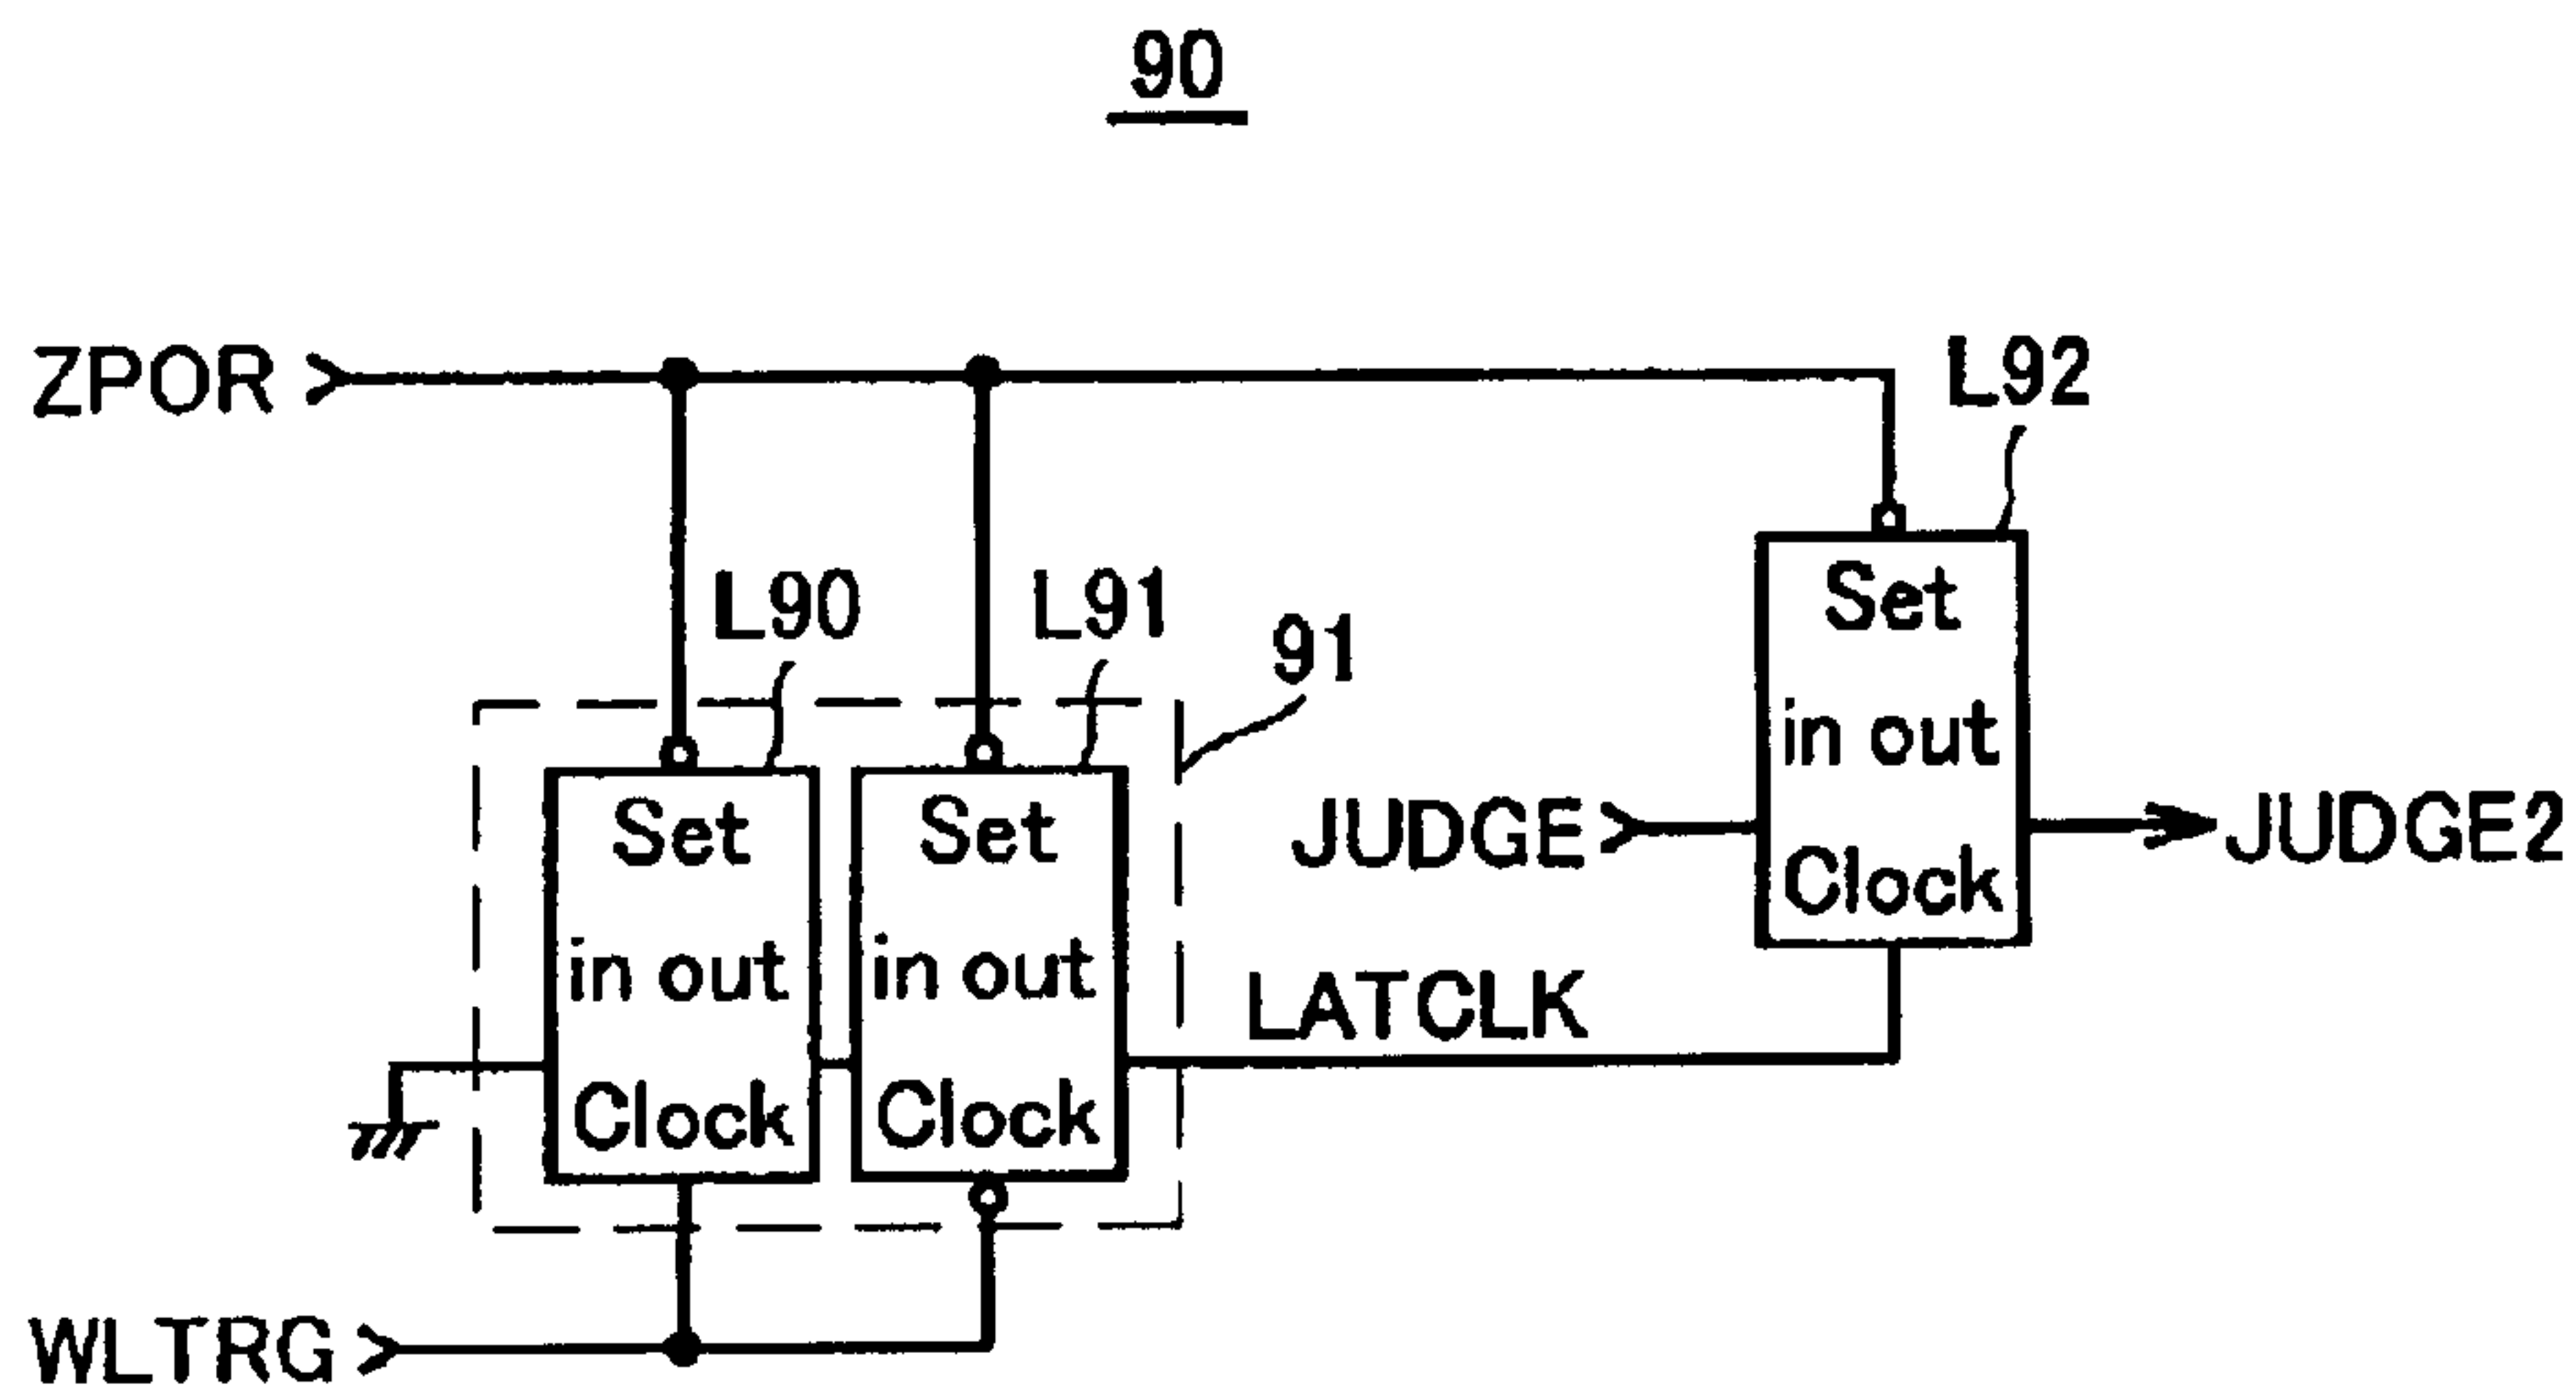 90
ZPOR
L92
L90
L91
91
Set
in out
Clock
Set
in out
Clock
Set
in out
Clock
JUDGE
JUDGE2
LATCLK
WLTRG